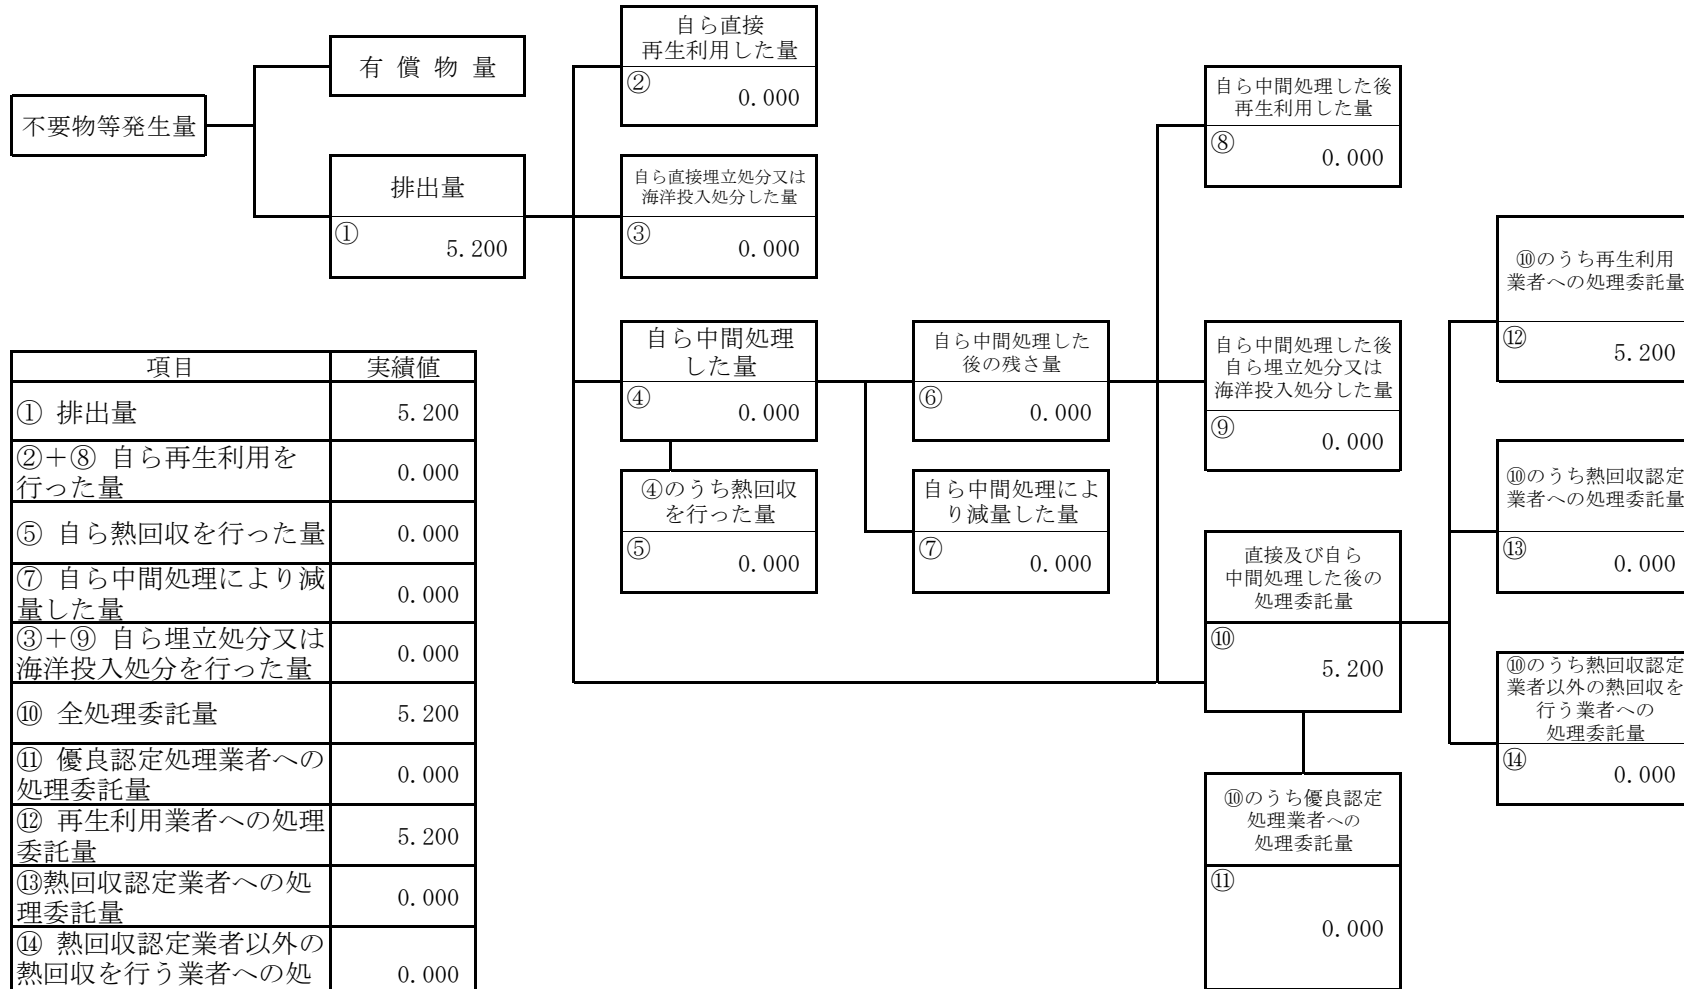 不要物等発生量
有償物量
排出量
①
5.200
自ら直接
再生利用した量
②
0.000
自ら直接埋立処分又は
海洋投入処分した量
③
0.000
自ら中間処理
した量
④
0.000
④のうち熱回収
を行った量
⑤
0.000
自ら中間処理した
後の残さ量
⑥
0.000
自ら中間処理によ
り減量した量
⑦
0.000
自ら中間処理した後
再生利用した量
⑧
0.000
自ら中間処理した後
自ら埋立処分又は
海洋投入処分した量
⑨
0.000
直接及び自ら
中間処理した後の
処理委託量
⑩
5.200
⑩のうち優良認定
処理業者への
処理委託量
⑪
0.000
⑩のうち再生利用
業者への処理委託量
⑫
5.200
⑩のうち熱回収認定
業者への処理委託量
⑬
0.000
⑩のうち熱回収認定
業者以外の熱回収を
行う業者への
処理委託量
⑭
0.000
項目 実績値
① 排出量 5.200
②+⑧ 自ら再生利用を
行った量 0.000
⑤ 自ら熱回収を行った量 0.000
⑦ 自ら中間処理により減
量した量 0.000
③+⑨ 自ら埋立処分又は
海洋投入処分を行った量 0.000
⑩ 全処理委託量 5.200
⑪ 優良認定処理業者への
処理委託量 0.000
⑫ 再生利用業者への処理
委託量 5.200
⑬熱回収認定業者への処
理委託量 0.000
⑭ 熱回収認定業者以外の
熱回収を行う業者への処 0.000